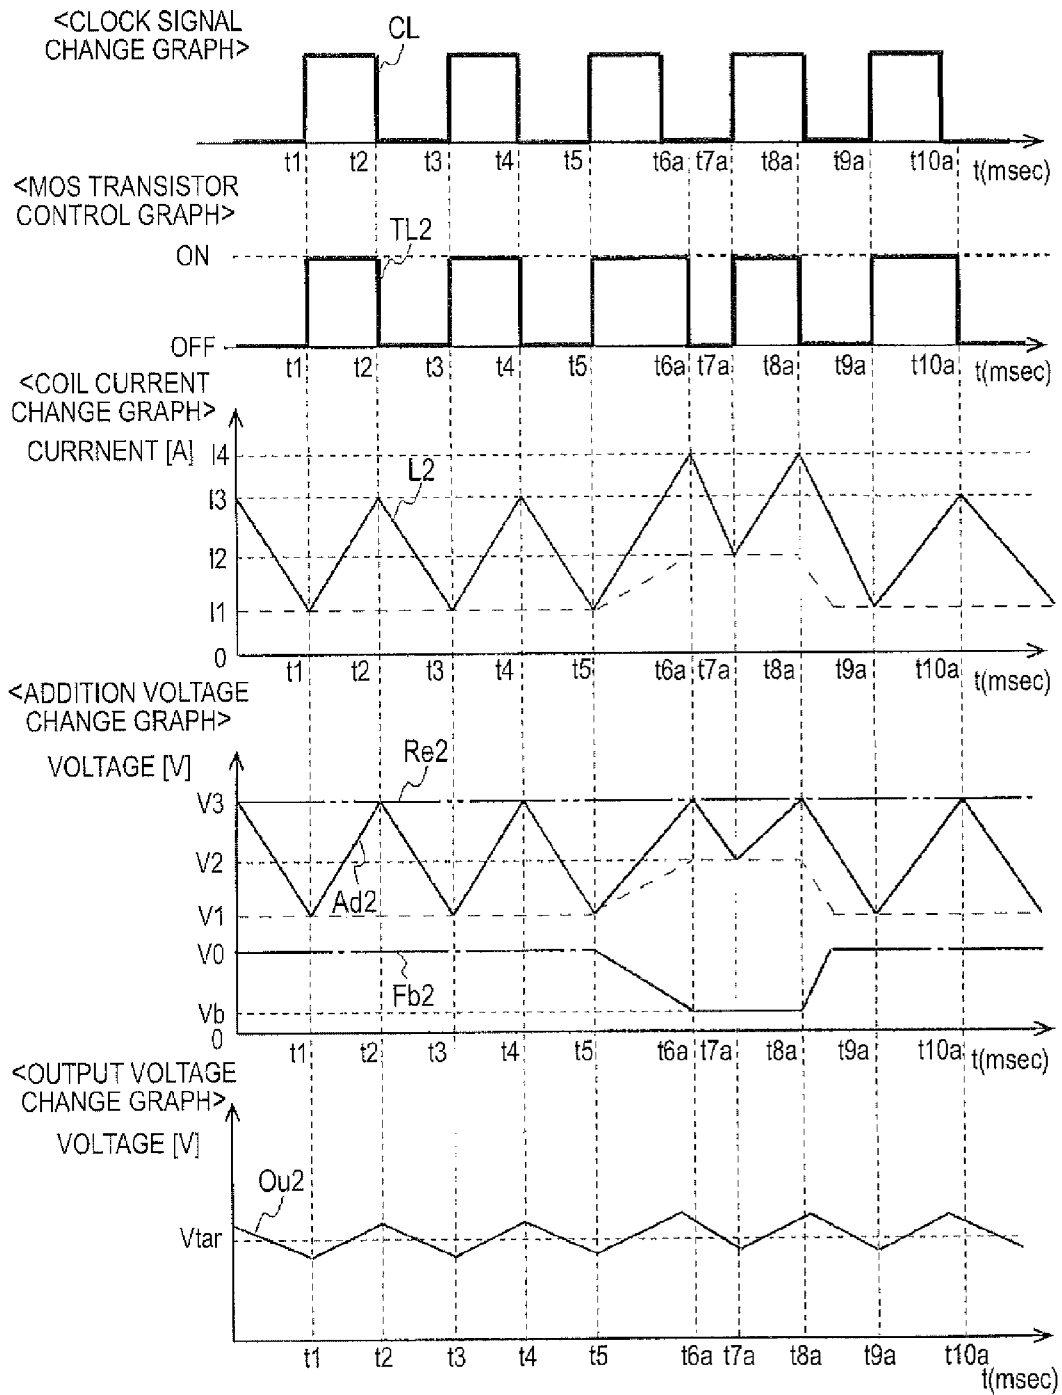 <CLOCK SIGNAL
CHANGE GRAPH>
CL
t1 t2 t3 t4 t5 t6a t7a t8a t9a t10a t(msec)
<MOS TRANSISTOR
CONTROL GRAPH>
TL2
ON
OFF
t1 t2 t3 t4 t5 t6a t7a t8a t9a t10a t(msec)
<COIL CURRENT
CHANGE GRAPH>
CURRNENT [A]
I4
L2
I3
I2
I1
0
t1 t2 t3 t4 t5 t6a t7a t8a t9a t10a t(msec)
<ADDITION VOLTAGE
CHANGE GRAPH>
VOLTAGE [V]
Re2
V3
V2
Ad2
V1
V0
Fb2
Vb
0
t1 t2 t3 t4 t5 t6a t7a t8a t9a t10a t(msec)
<OUTPUT VOLTAGE
CHANGE GRAPH>
VOLTAGE [V]
Ou2
Vtar
t1 t2 t3 t4 t5 t6a t7a t8a t9a t10a
t(msec)